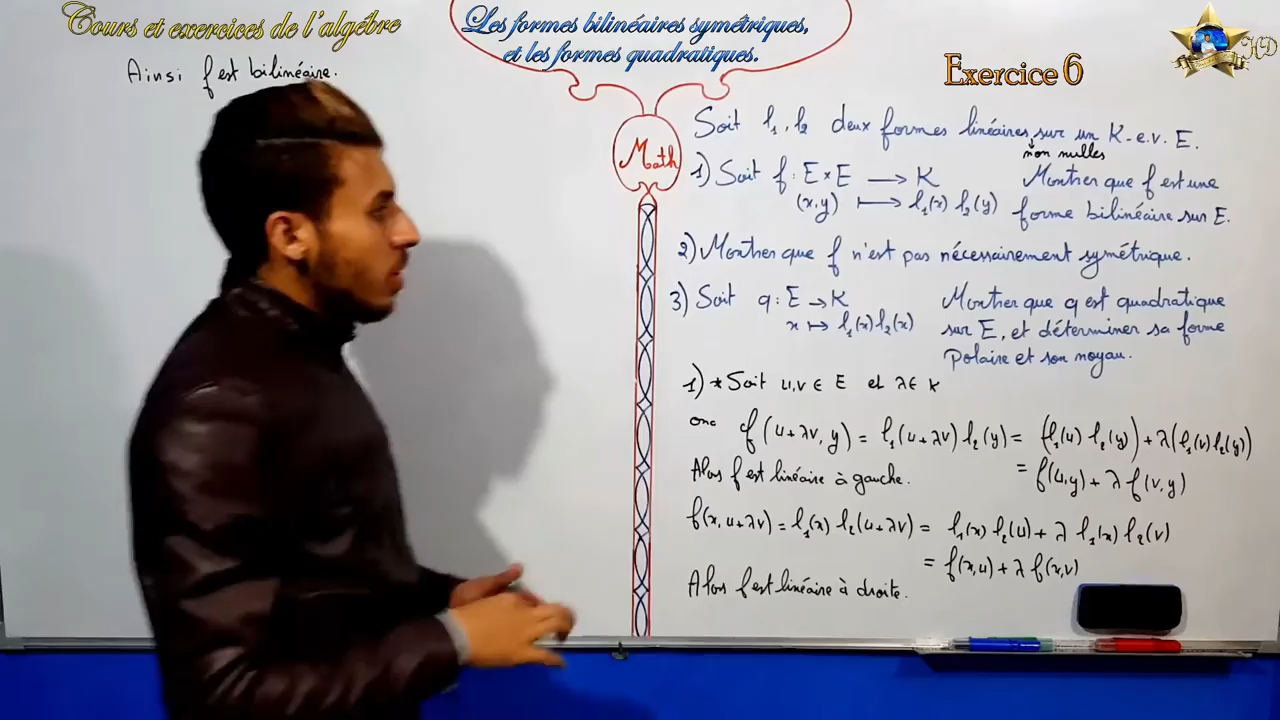 Cours et exercices de l'algébre
Les formes bilinéaires symétriques,
et les formes quadratiques.
Exercice 6
HD
Ainsi f est bilinéaire.
Math
Soit l₁, l₂ deux formes linéaires sur un K-e.v. E.
non nulles
1) Soit f : E × E ⟶ K Montrer que f est une
(x,y) ⟼ l₁(x) l₂(y) forme bilinéaire sur E.
2) Montrer que f n'est pas nécessairement symétrique.
3) Soit q : E → K Montrer que q est quadratique
x ↦ l₁(x) l₂(x) sur E, et déterminer sa forme
Polaire et son noyau.
1) * Soit u,v ∈ E et λ ∈ K
on a f(u+λv, y) = l₁(u+λv) l₂(y) = (l₁(u) l₂(y)) + λ(l₁(v) l₂(y))
= f(u,y) + λ f(v,y)
Alors f est linéaire à gauche.
f(x, u+λv) = l₁(x) l₂(u+λv) = l₁(x) l₂(u) + λ l₁(x) l₂(v)
= f(x,u) + λ f(x,v)
Alors f est linéaire à droite.